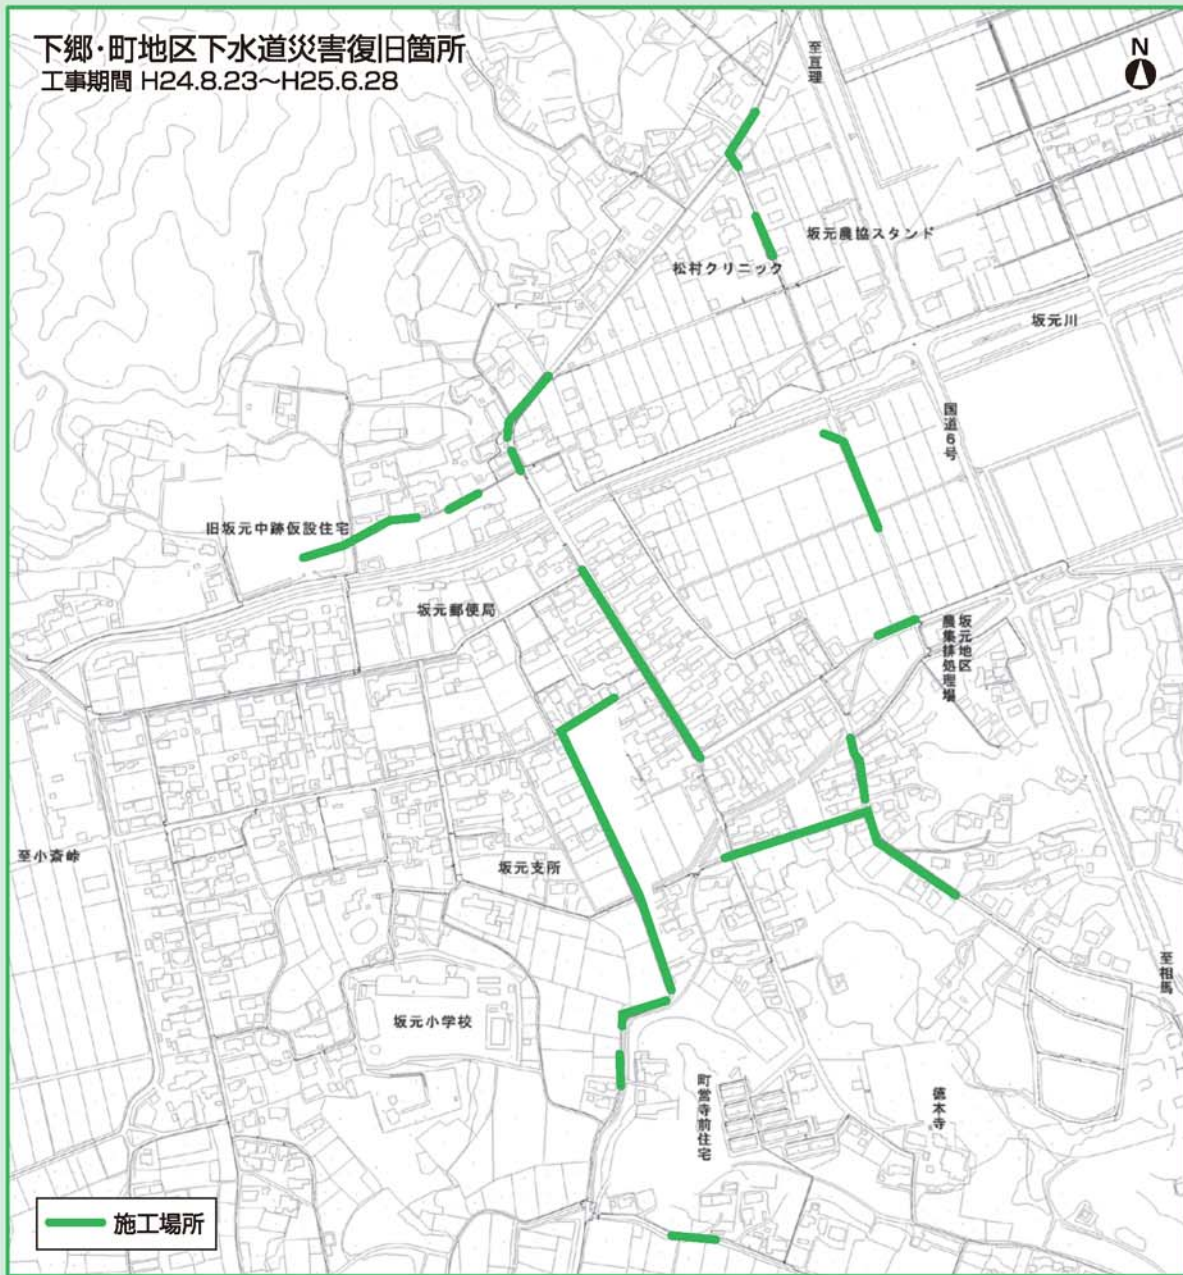 下郷・町地区下水道災害復旧箇所
工事期間 H24.8.23～H25.6.28
至亘理
N
坂元農協スタンド
松村クリニック
坂元川
国道6号
旧坂元中跡仮設住宅
坂元郵便局
坂元地区
農集排処理場
至小斎峠
坂元支所
至相馬
坂元小学校
町営寺前住宅
徳本寺
施工場所